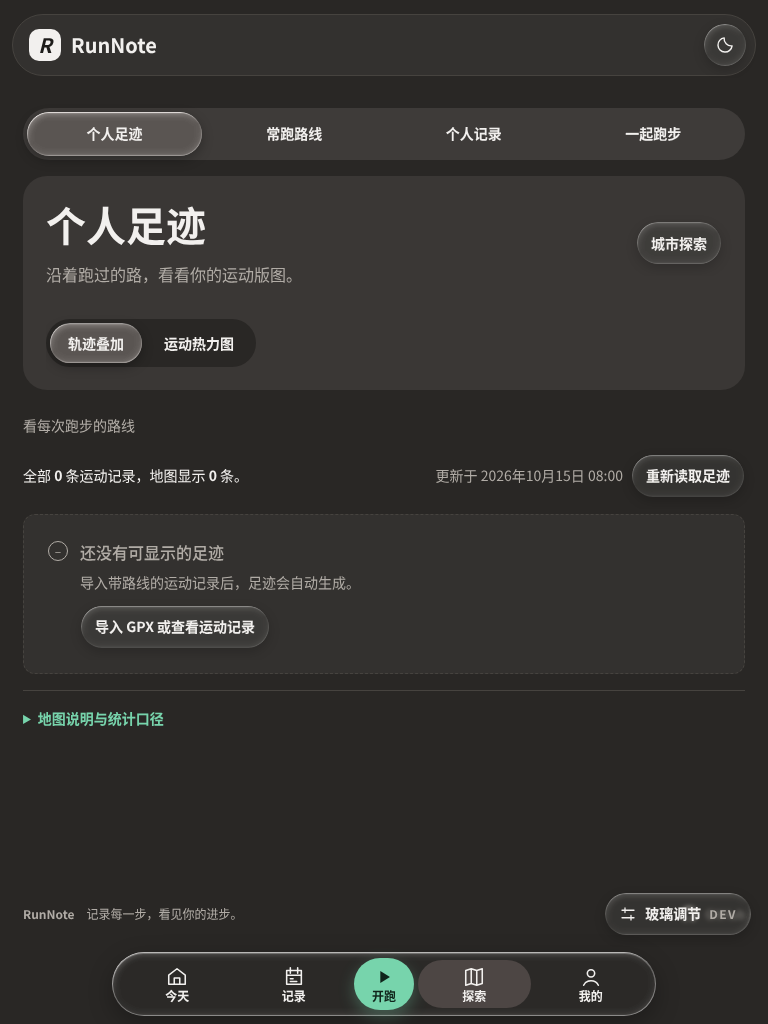 R RunNote
个人足迹 常跑路线 个人记录 一起跑步
个人足迹
城市探索
沿着跑过的路，看看你的运动版图。
轨迹叠加 运动热力图
看每次跑步的路线
全部 0 条运动记录，地图显示 0 条。 更新于 2026年10月15日 08:00 重新读取足迹
还没有可显示的足迹
导入带路线的运动记录后，足迹会自动生成。
导入 GPX 或查看运动记录
地图说明与统计口径
RunNote 记录每一步，看见你的进步。 玻璃调节 DEV
今天 记录 开跑 探索 我的